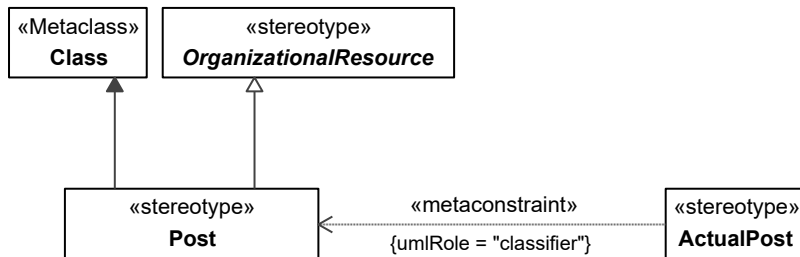 «Metaclass»
Class
«stereotype»
OrganizationalResource
«stereotype»
Post
«metaconstraint»
{umlRole = "classifier"}
«stereotype»
ActualPost